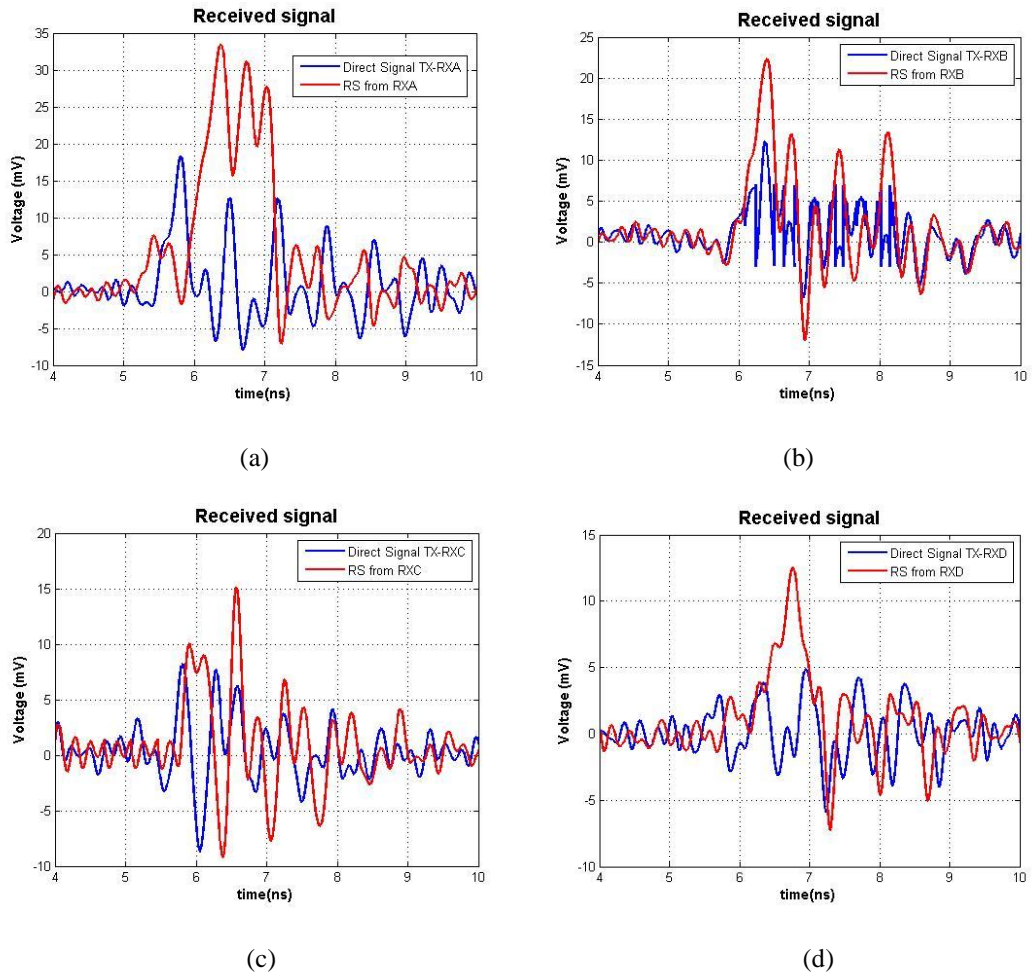 Received signal
Direct Signal TX-RXA
RS from RXA
Voltage (mV)
35
30
25
20
15
10
5
0
-5
-10
4 5 6 7 8 9 10
time(ns)
(a)
Received signal
Direct Signal TX-RXB
RS from RXB
Voltage (mV)
30
25
20
15
10
5
0
-5
-10
-15
4 5 6 7 8 9 10
time(ns)
(b)
Received signal
Direct Signal TX-RXC
RS from RXC
Voltage (mV)
20
15
10
5
0
-5
-10
4 5 6 7 8 9 10
time(ns)
(c)
Received signal
Direct Signal TX-RXD
RS from RXD
Voltage (mV)
15
10
5
0
-5
-10
4 5 6 7 8 9 10
time(ns)
(d)